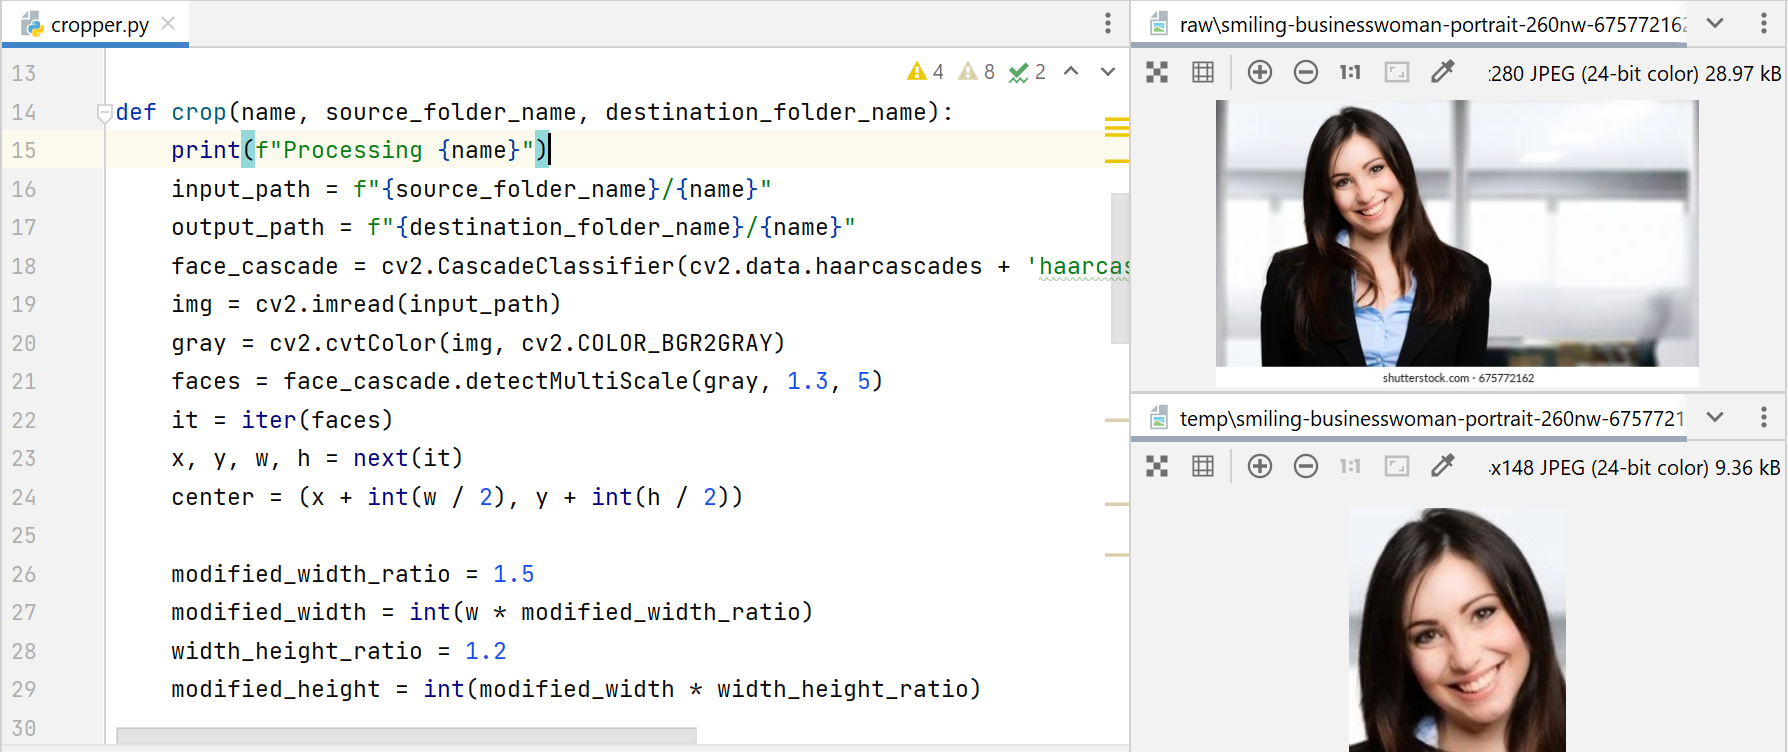 cropper.py
4 8 2
13
14 def crop(name, source_folder_name, destination_folder_name):
15 print(f"Processing {name}")
16 input_path = f"{source_folder_name}/{name}"
17 output_path = f"{destination_folder_name}/{name}"
18 face_cascade = cv2.CascadeClassifier(cv2.data.haarcascades + 'haarcas
19 img = cv2.imread(input_path)
20 gray = cv2.cvtColor(img, cv2.COLOR_BGR2GRAY)
21 faces = face_cascade.detectMultiScale(gray, 1.3, 5)
22 it = iter(faces)
23 x, y, w, h = next(it)
24 center = (x + int(w / 2), y + int(h / 2))
25
26 modified_width_ratio = 1.5
27 modified_width = int(w * modified_width_ratio)
28 width_height_ratio = 1.2
29 modified_height = int(modified_width * width_height_ratio)
30
raw\smiling-businesswoman-portrait-260nw-675772162
1:1 x280 JPEG (24-bit color) 28.97 kB
shutterstock.com · 675772162
temp\smiling-businesswoman-portrait-260nw-6757721
1:1 x148 JPEG (24-bit color) 9.36 kB